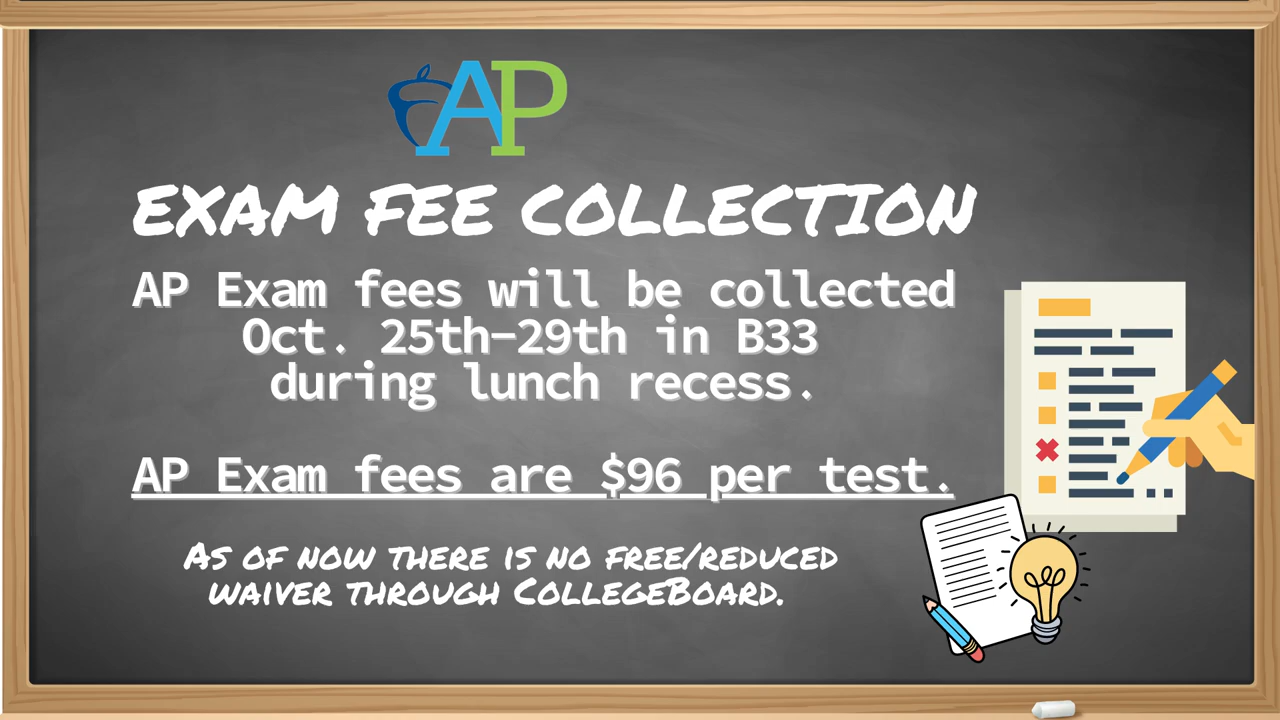 AP
EXAM FEE COLLECTION
AP Exam fees will be collected
Oct. 25th-29th in B33
during lunch recess.
AP Exam fees are $96 per test.
As of now there is no free/reduced
waiver through CollegeBoard.